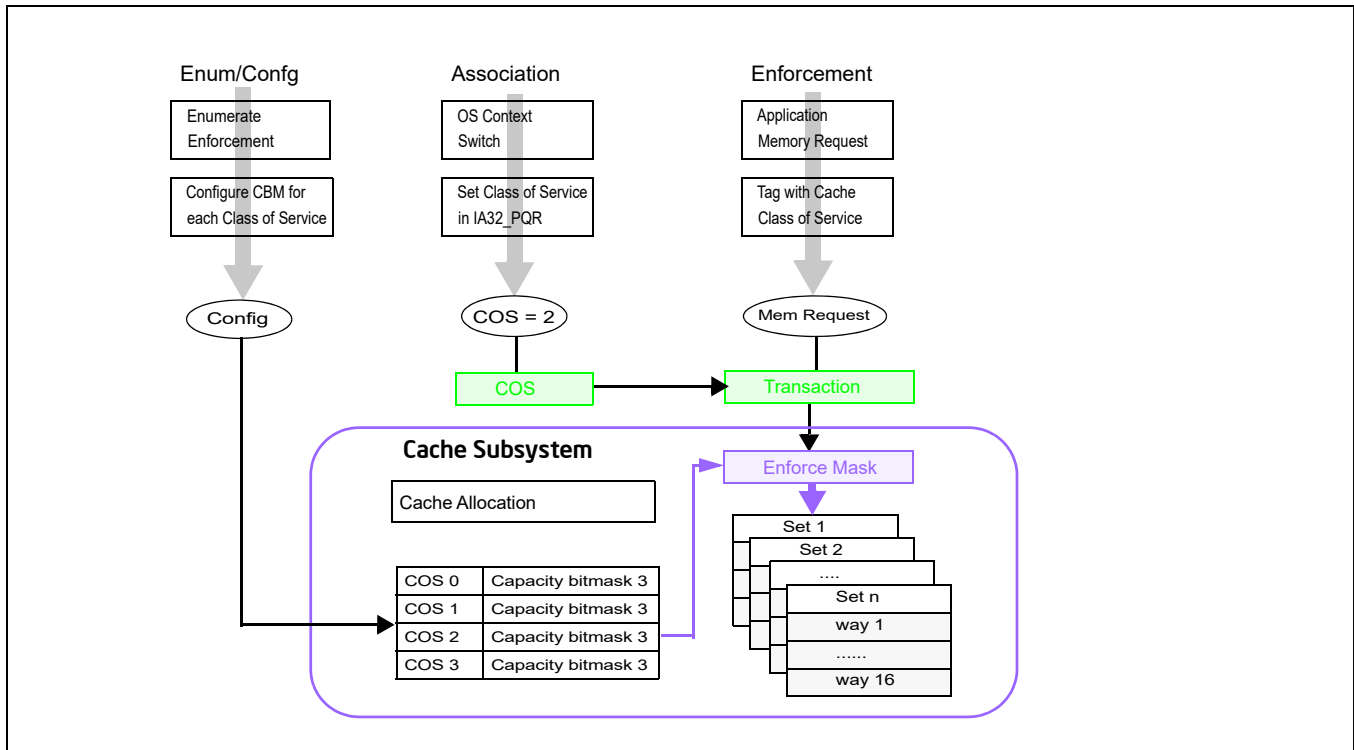 Enum/Confg
Association
Enforcement
Enumerate
Enforcement
OS Context
Switch
Application
Memory Request
Configure CBM for
each Class of Service
Set Class of Service
in IA32_PQR
Tag with Cache
Class of Service
Config
COS = 2
Mem Request
COS
Transaction
Cache Subsystem
Enforce Mask
Cache Allocation
COS 0 Capacity bitmask 3
COS 1 Capacity bitmask 3
COS 2 Capacity bitmask 3
COS 3 Capacity bitmask 3
Set 1
Set 2
....
Set n
way 1
......
way 16